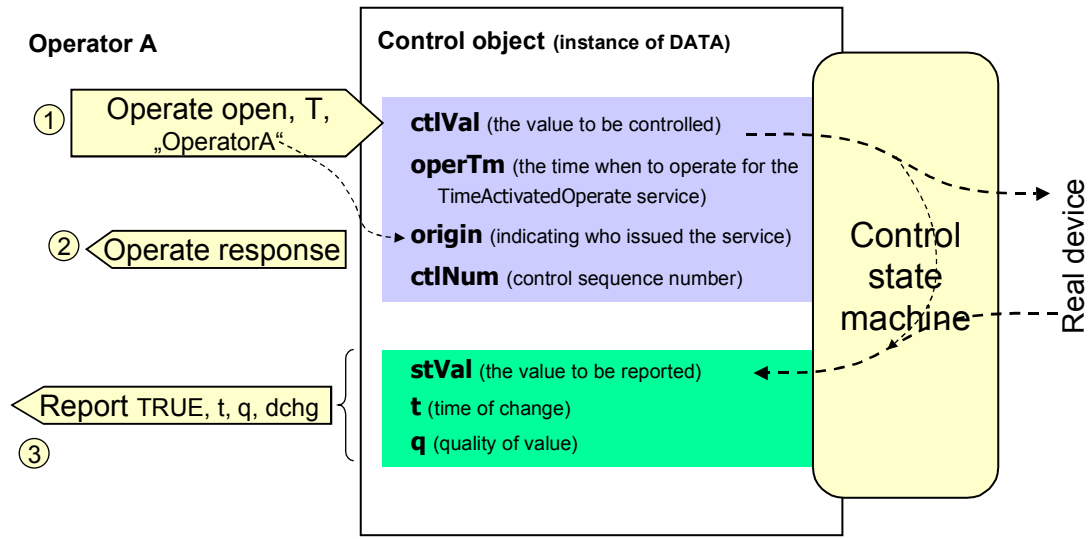 Operator A
Control object (instance of DATA)
1
Operate open, T,
„OperatorA“
ctlVal (the value to be controlled)
operTm (the time when to operate for the
TimeActivatedOperate service)
2
Operate response
origin (indicating who issued the service)
ctlNum (control sequence number)
Control
state
machine
Real device
stVal (the value to be reported)
Report TRUE, t, q, dchg
t (time of change)
q (quality of value)
3